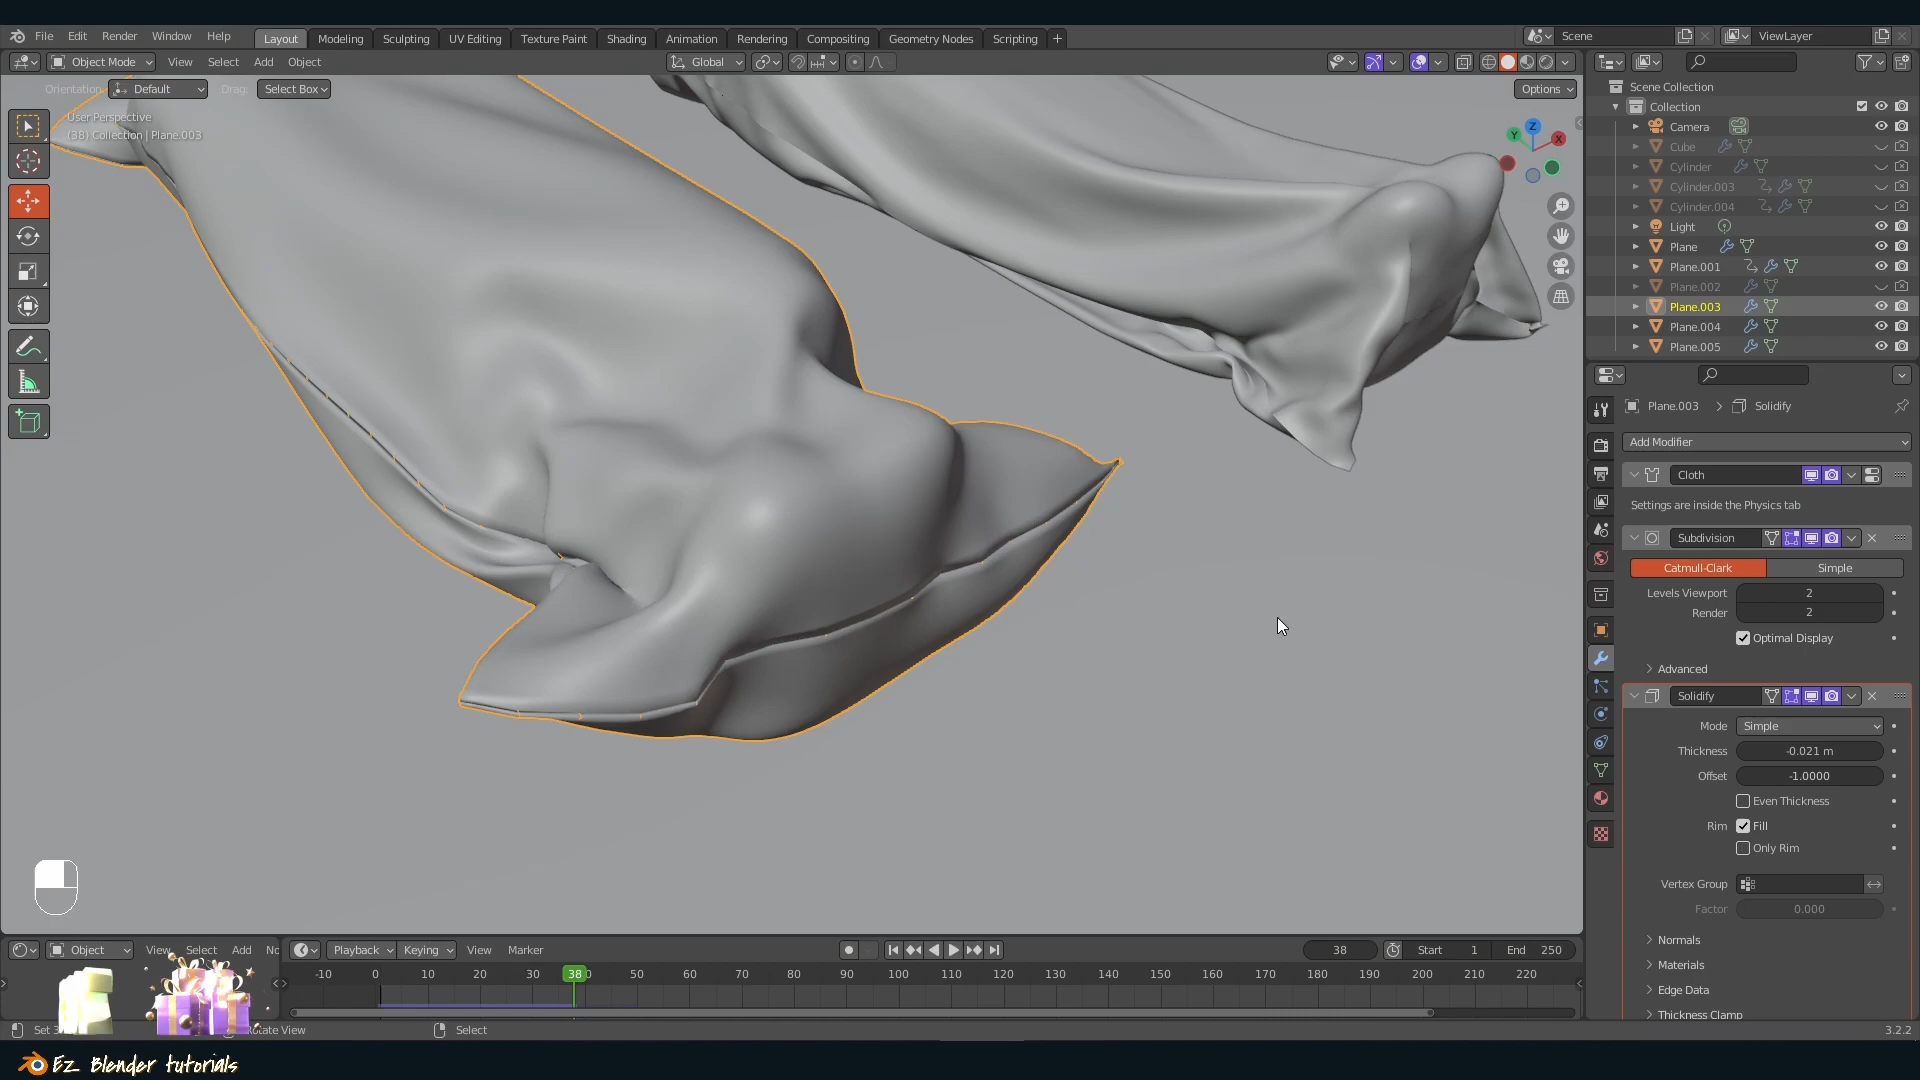 File Edit Render Window Help Layout Modeling Sculpting UV Editing Texture Paint Shading Animation Rendering Compositing Geometry Nodes Scripting + Scene ViewLayer
Object Mode View Select Add Object Global
Orientation: Default Drag: Select Box Options
User Perspective
(38) Collection | Plane.003
X
Y
Z
Scene Collection
Collection
Camera
Cube
Cylinder
Cylinder.003
Cylinder.004
Light
Plane
Plane.001
Plane.002
Plane.003
Plane.004
Plane.005
Plane.003 > Solidify
Add Modifier
Cloth
Settings are inside the Physics tab
Subdivision
Catmull-Clark Simple
Levels Viewport 2
Render 2
Optimal Display
Advanced
Solidify
Mode Simple
Thickness -0.021 m
Offset -1.0000
Even Thickness
Rim Fill
Only Rim
Vertex Group
Factor 0.000
Normals
Materials
Edge Data
Thickness Clamp
Object View Select Add Playback Keying View Marker 38 Start 1 End 250
-10 0 10 20 30 38 50 60 70 80 90 100 110 120 130 140 150 160 170 180 190 200 210 220
Rotate View Select 3.2.2
Ez Blender tutorials